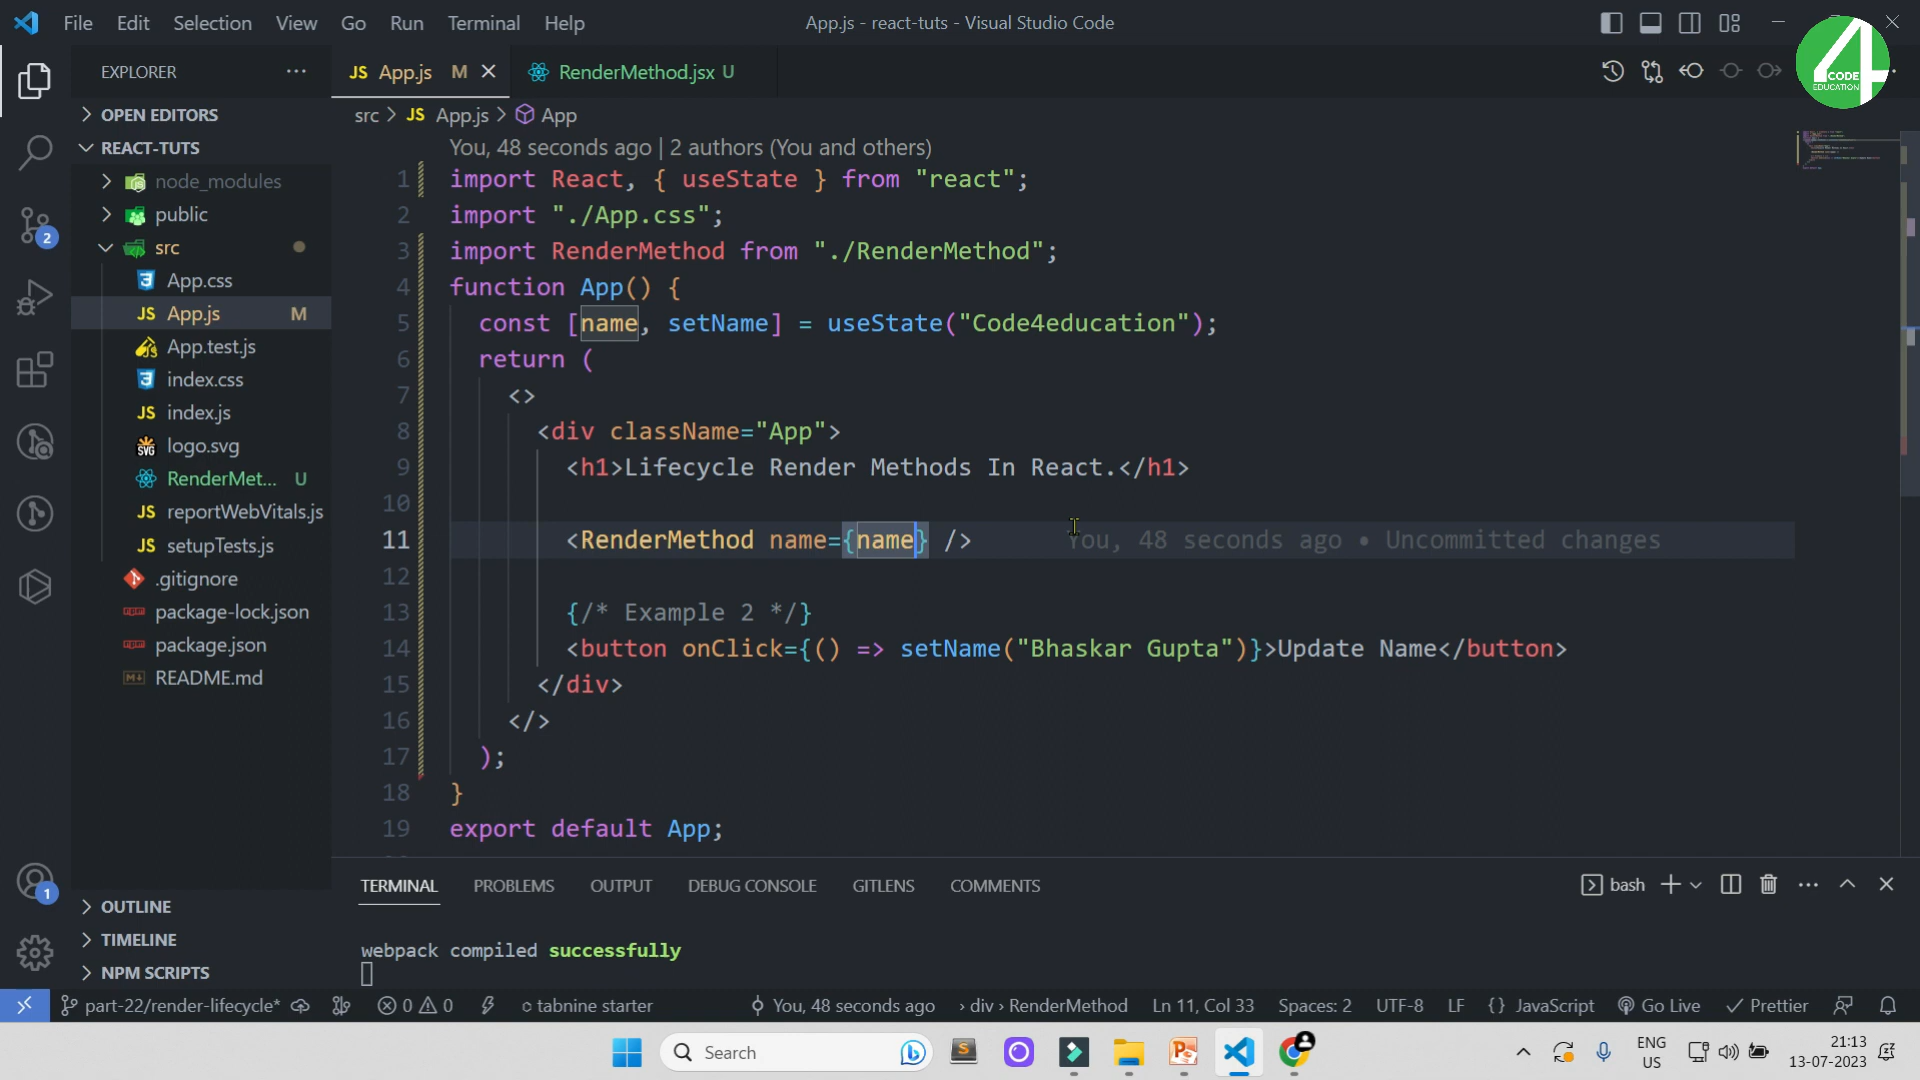 File Edit Selection View Go Run Terminal Help
App.js - react-tuts - Visual Studio Code
4 CODE EDUCATION
EXPLORER
JS App.js M
RenderMethod.jsx U
OPEN EDITORS
src > JS App.js > App
REACT-TUTS
node_modules
public
src
App.css
JS App.js M
App.test.js
index.css
JS index.js
SVG logo.svg
RenderMet... U
JS reportWebVitals.js
JS setupTests.js
.gitignore
package-lock.json
package.json
README.md
OUTLINE
TIMELINE
NPM SCRIPTS
2
1
You, 48 seconds ago | 2 authors (You and others)
1 import React, { useState } from "react";
2 import "./App.css";
3 import RenderMethod from "./RenderMethod";
4 function App() {
5 const [name, setName] = useState("Code4education");
6 return (
7 <>
8 <div className="App">
9 <h1>Lifecycle Render Methods In React.</h1>
10
11 <RenderMethod name={name} /> You, 48 seconds ago • Uncommitted changes
12
13 {/* Example 2 */}
14 <button onClick={() => setName("Bhaskar Gupta")}>Update Name</button>
15 </div>
16 </>
17 );
18 }
19 export default App;
TERMINAL PROBLEMS OUTPUT DEBUG CONSOLE GITLENS COMMENTS
bash
webpack compiled successfully
part-22/render-lifecycle* 0 0 tabnine starter You, 48 seconds ago › div › RenderMethod Ln 11, Col 33 Spaces: 2 UTF-8 LF {} JavaScript Go Live Prettier
Search
ENG
US
21:13
13-07-2023